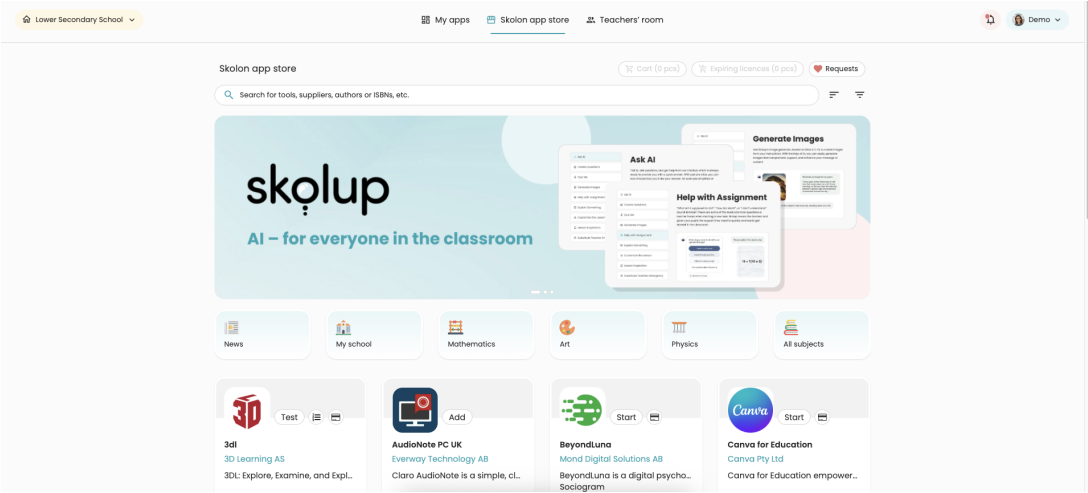 Lower Secondary School
My apps
Skolon app store
Teachers' room
Demo
Skolon app store
Cart (0 pcs)
Expiring licences (0 pcs)
Requests
Search for tools, suppliers, authors or ISBNs, etc.
skolup
AI – for everyone in the classroom
Ask AI
Generate Images
Help with Assignment
News
My school
Mathematics
Art
Physics
All subjects
3D
Test
Add
Start
Canva
Start
3dl
AudioNote PC UK
BeyondLuna
Canva for Education
3D Learning AS
Everway Technology AB
Mond Digital Solutions AB
Canva Pty Ltd
3DL: Explore, Examine, and Expl...
Claro AudioNote is a simple, cl...
BeyondLuna is a digital psycho...
Sociogram
Canva for Education empower...